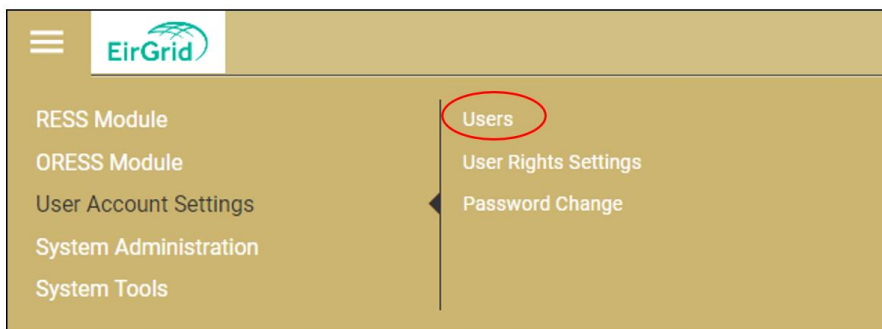 EirGrid
RESS Module
ORESS Module
User Account Settings
System Administration
System Tools
Users
User Rights Settings
Password Change